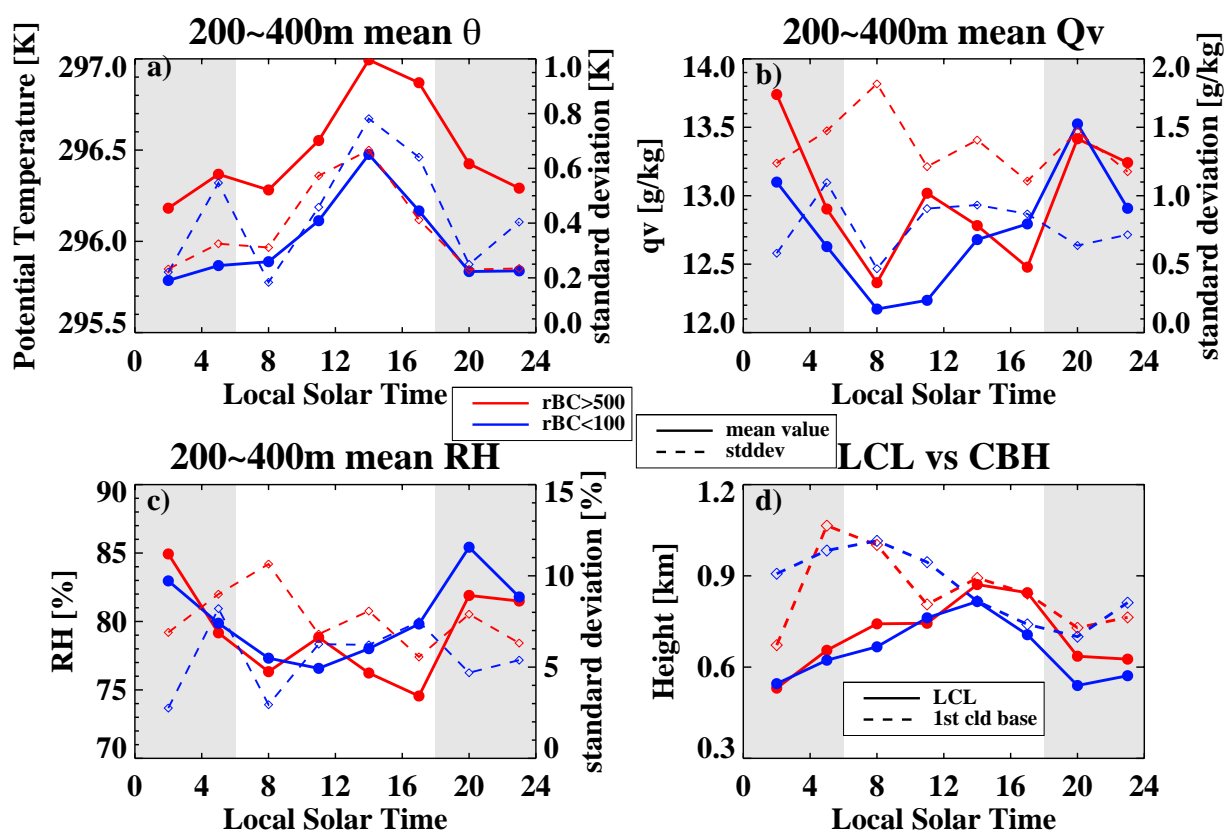 200~400m mean θ
a)
Potential Temperature [K]
297.0
296.5
296.0
295.5
1.0
0.8
0.6
0.4
0.2
0.0
standard deviation [K]
0 4 8 12 16 20 24
Local Solar Time
200~400m mean Qv
b)
qv [g/kg]
14.0
13.5
13.0
12.5
12.0
2.0
1.5
1.0
0.5
0.0
standard deviation [g/kg]
0 4 8 12 16 20 24
Local Solar Time
rBC>500
rBC<100
mean value
stddev
200~400m mean RH
c)
RH [%]
90
85
80
75
70
15
10
5
0
standard deviation [%]
0 4 8 12 16 20 24
Local Solar Time
LCL vs CBH
d)
Height [km]
1.2
0.9
0.6
0.3
LCL
1st cld base
0 4 8 12 16 20 24
Local Solar Time